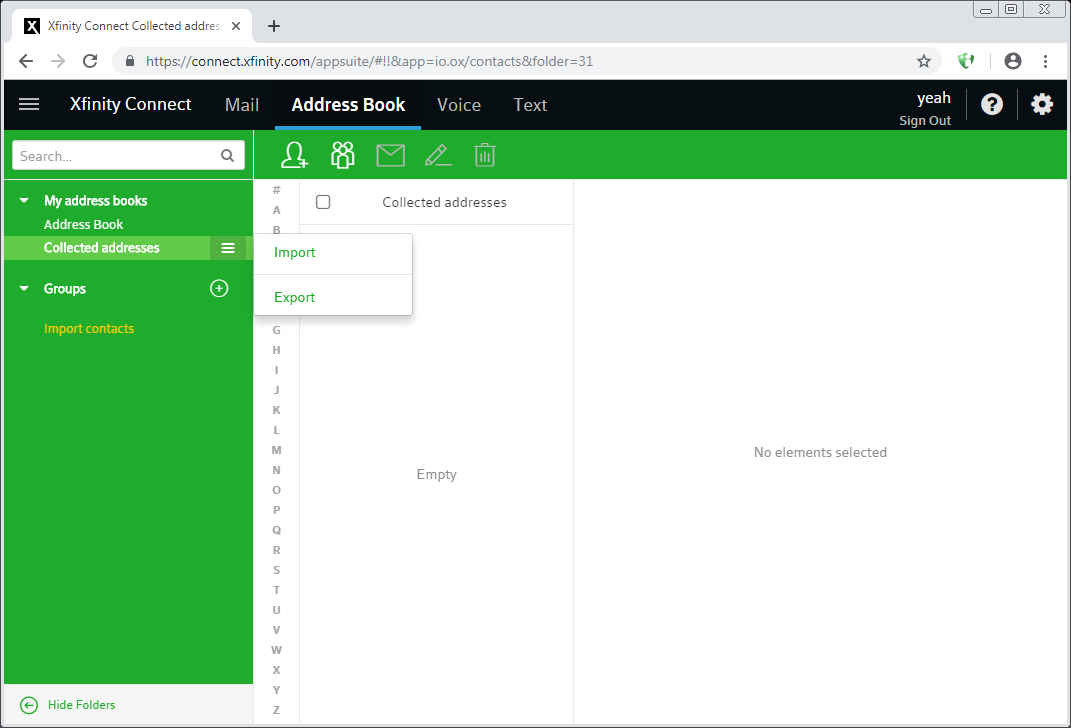 X Xfinity Connect Collected addres
https://connect.xfinity.com/appsuite/#!!&app=io.ox/contacts&folder=31
Xfinity Connect Mail Address Book Voice Text
yeah
Sign Out
?
Search...
My address books
Address Book
Collected addresses
Groups
Import contacts
Hide Folders
#
A
B
G
H
I
J
K
L
M
N
O
P
Q
R
S
T
U
V
W
X
Y
Z
Import
Export
Collected addresses
Empty
No elements selected